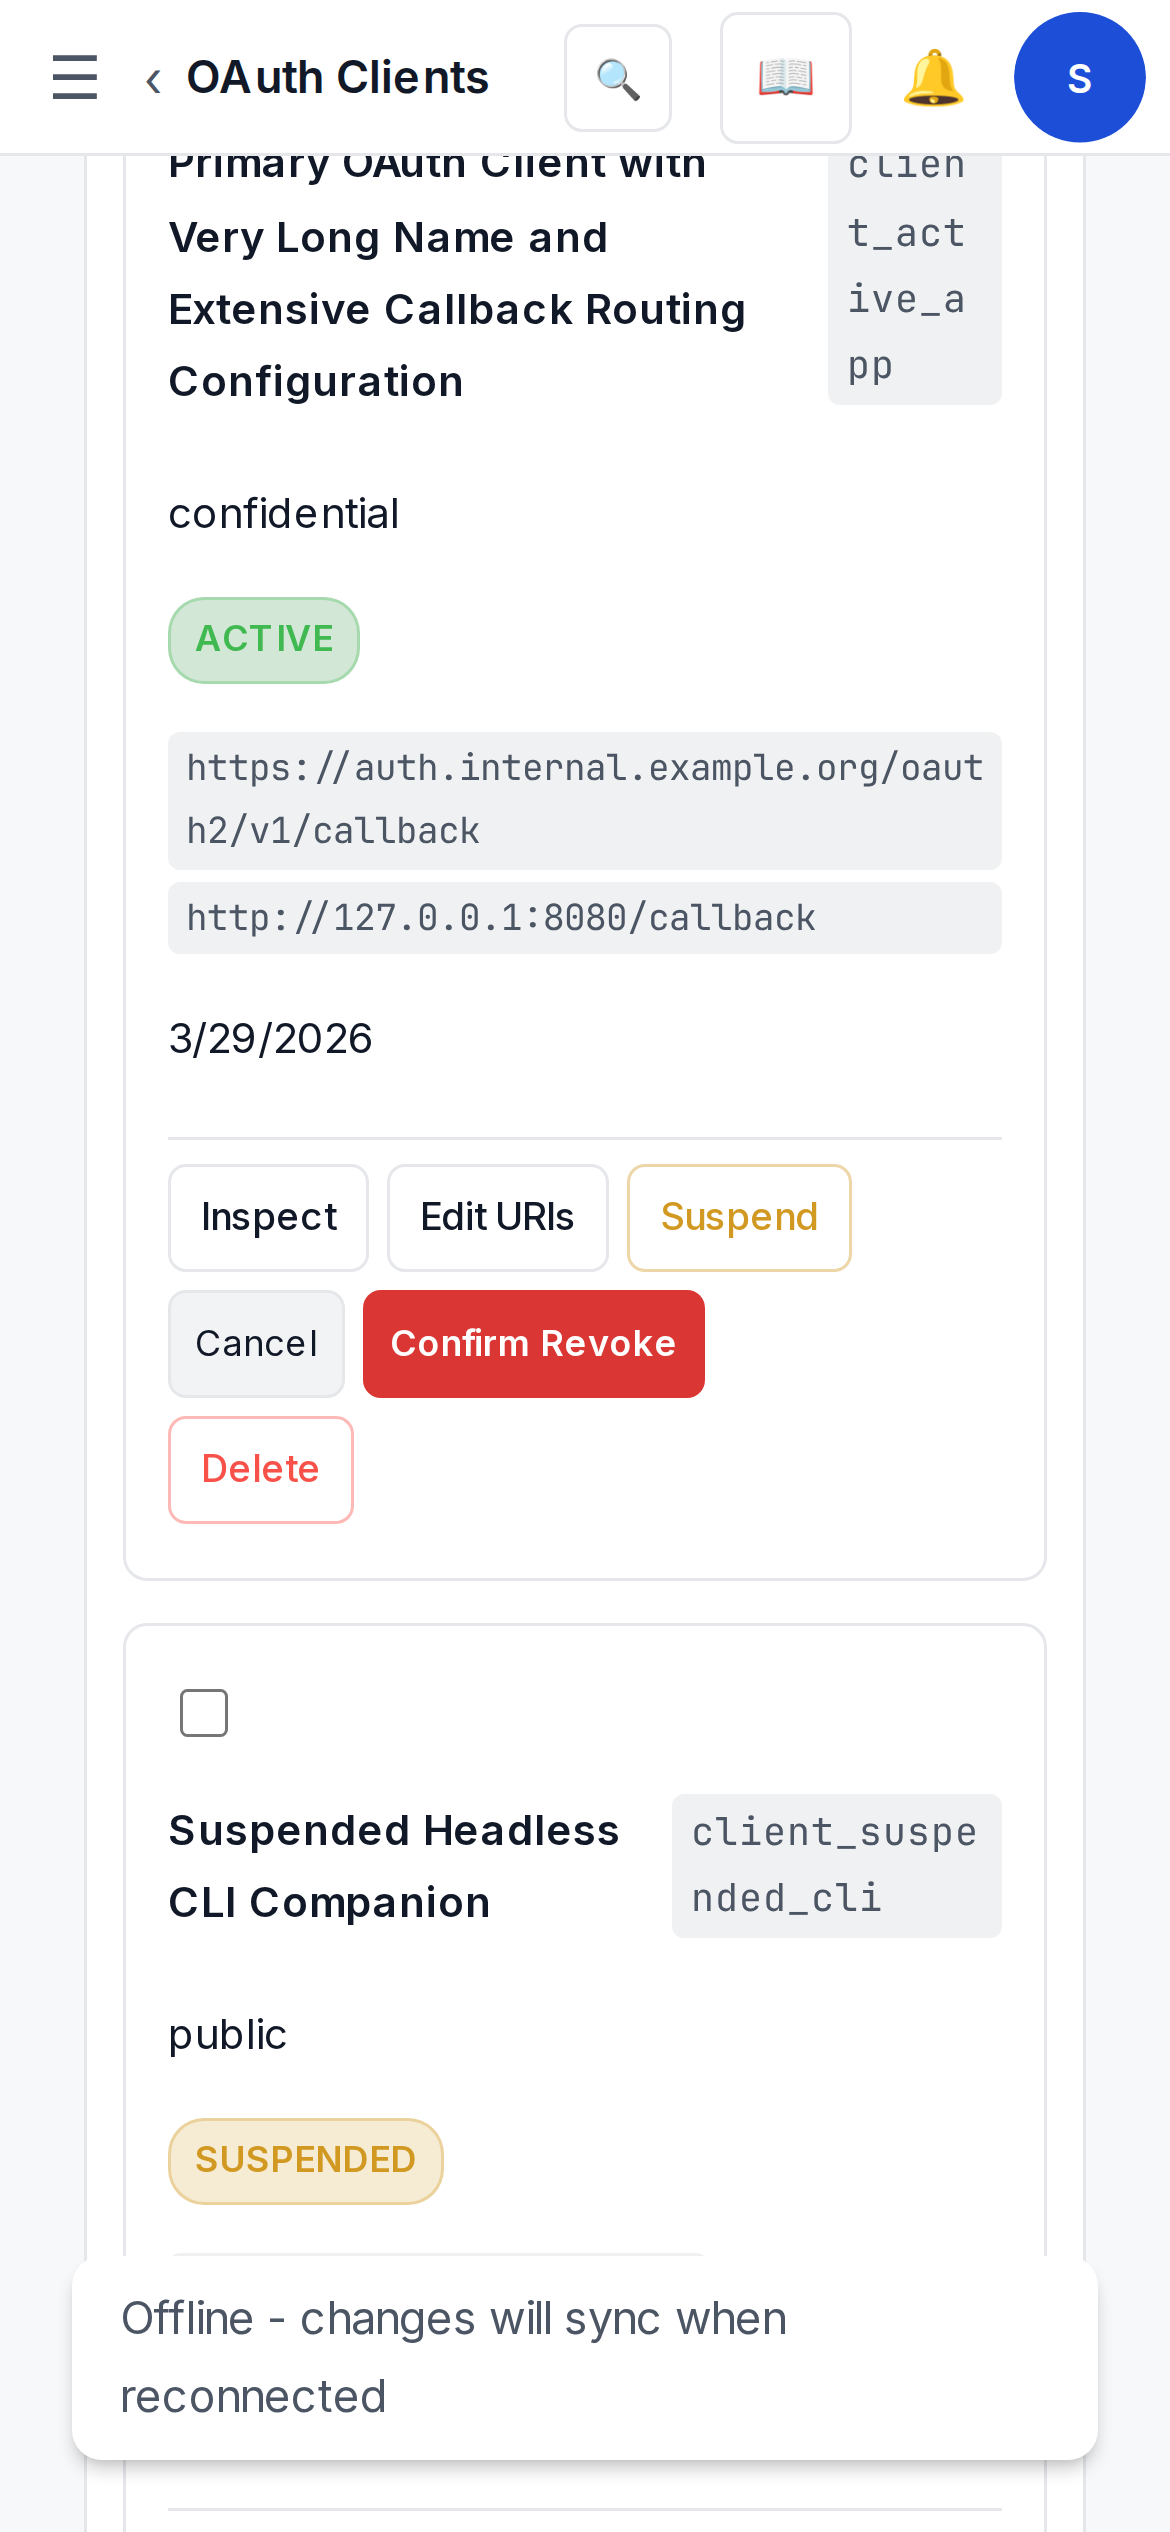 OAuth Clients
S
Primary OAuth Client with
Very Long Name and
Extensive Callback Routing
Configuration
clien
t_act
ive_a
pp
confidential
ACTIVE
https://auth.internal.example.org/oaut
h2/v1/callback
http://127.0.0.1:8080/callback
3/29/2026
Inspect
Edit URIs
Suspend
Cancel
Confirm Revoke
Delete
Suspended Headless
CLI Companion
client_suspe
nded_cli
public
SUSPENDED
Offline - changes will sync when
reconnected